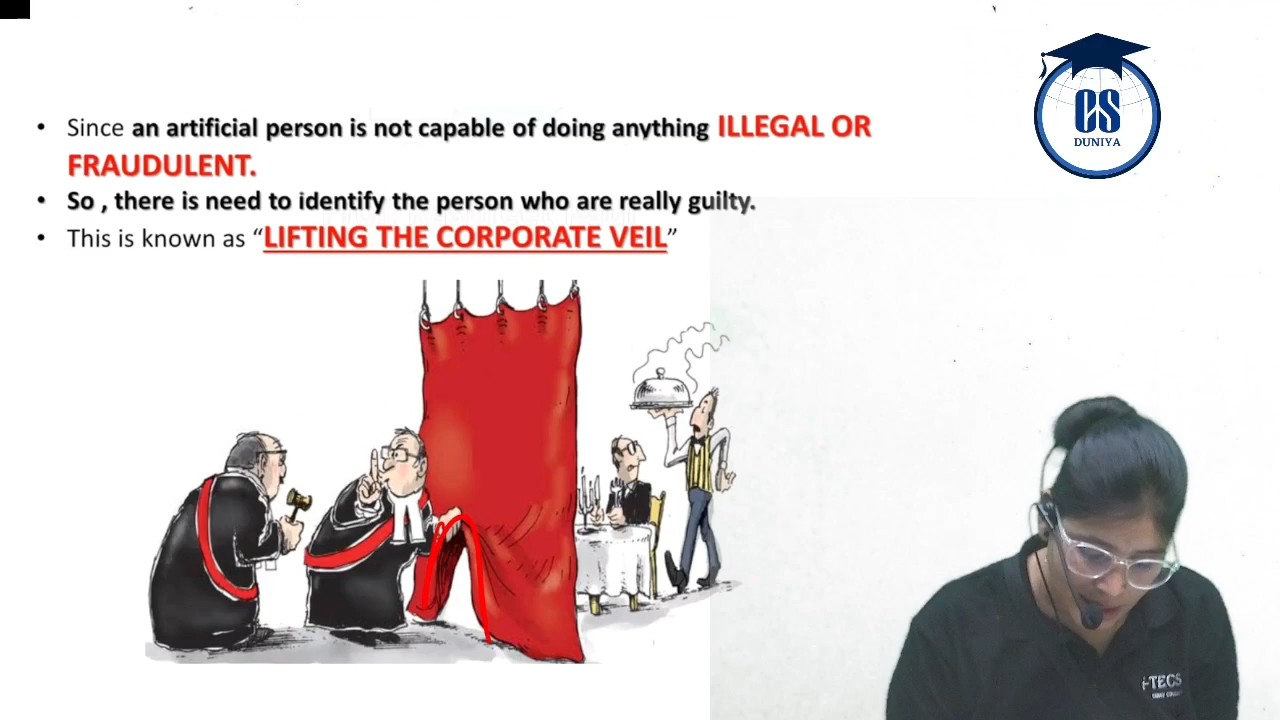 • Since an artificial person is not capable of doing anything ILLEGAL OR
FRAUDULENT.
• So , there is need to identify the person who are really guilty.
• This is known as “LIFTING THE CORPORATE VEIL”
CS
DUNIYA
i-TECS